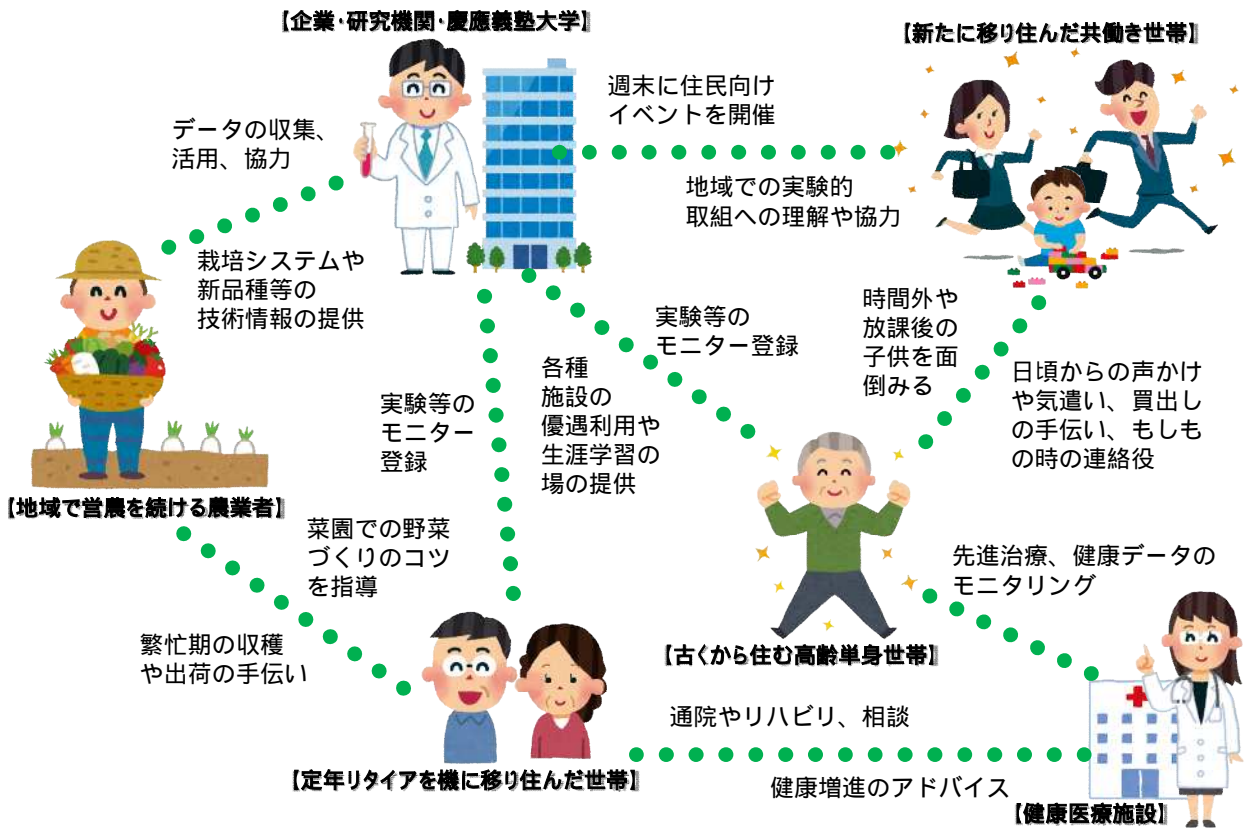 【企業・研究機関・慶應義塾大学】
【新たに移り住んだ共働き世帯】
週末に住民向け
イベントを開催
データの収集、
活用、協力
地域での実験的
取組への理解や協力
栽培システムや
新品種等の
技術情報の提供
実験等の
モニター登録
時間外や
放課後の
子供を面
倒みる
各種
施設の
優遇利用や
生涯学習の
場の提供
日頃からの声かけ
や気遣い、買出し
の手伝い、もしも
の時の連絡役
実験等の
モニター
登録
【地域で営農を続ける農業者】
菜園での野菜
づくりのコツ
を指導
先進治療、健康データの
モニタリング
繁忙期の収穫
や出荷の手伝い
【古くから住む高齢単身世帯】
通院やリハビリ、相談
【定年リタイアを機に移り住んだ世帯】
健康増進のアドバイス
【健康医療施設】